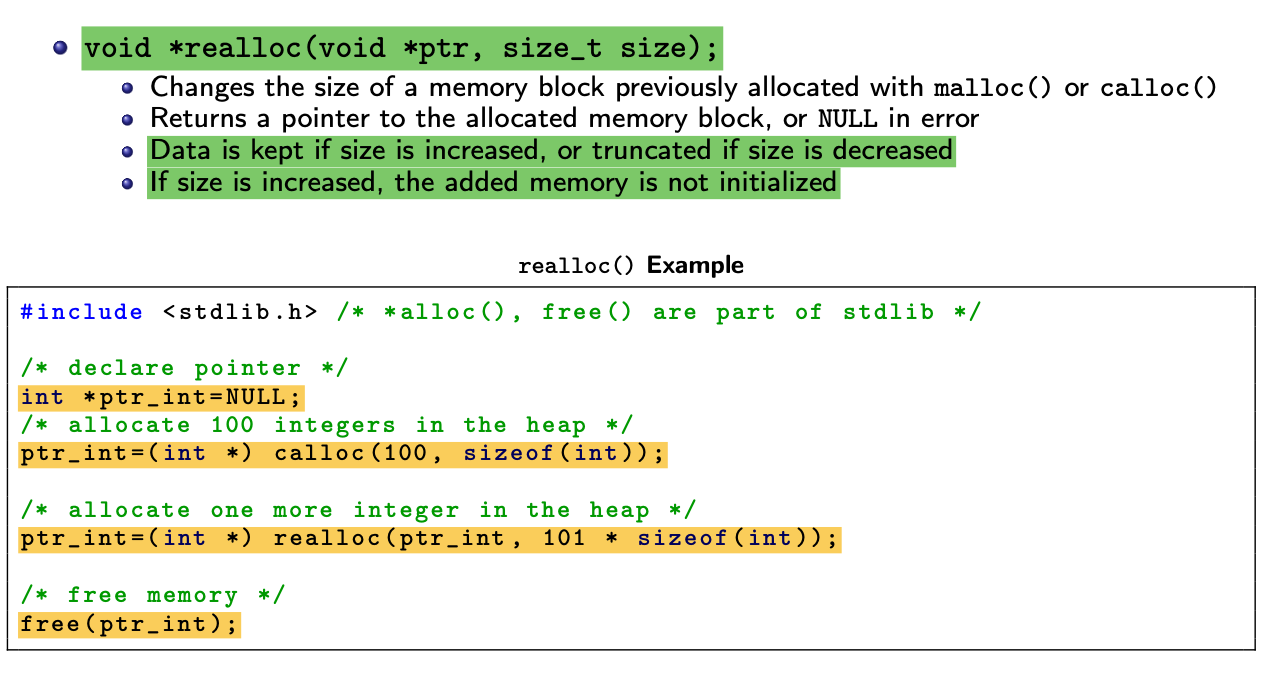 void *realloc(void *ptr, size_t size);
Changes the size of a memory block previously allocated with malloc() or calloc()
Returns a pointer to the allocated memory block, or NULL in error
Data is kept if size is increased, or truncated if size is decreased
If size is increased, the added memory is not initialized
realloc() Example
#include <stdlib.h> /* *alloc(), free() are part of stdlib */
/* declare pointer */
int *ptr_int=NULL;
/* allocate 100 integers in the heap */
ptr_int=(int *) calloc(100, sizeof(int));
/* allocate one more integer in the heap */
ptr_int=(int *) realloc(ptr_int, 101 * sizeof(int));
/* free memory */
free(ptr_int);